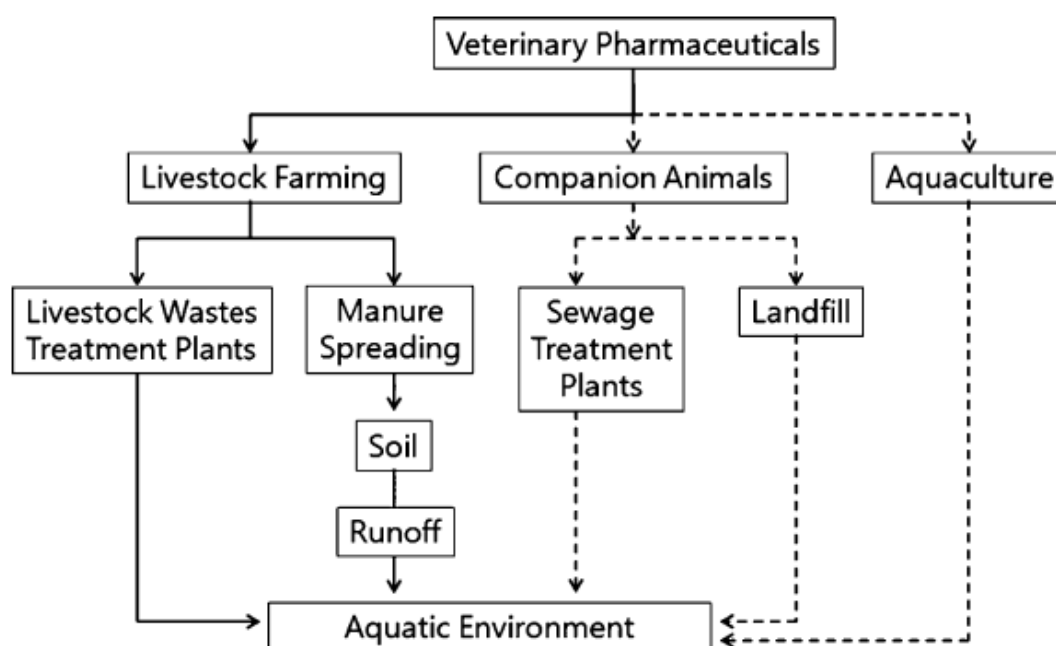 Veterinary Pharmaceuticals
Livestock Farming
Companion Animals
Aquaculture
Livestock Wastes
Treatment Plants
Manure
Spreading
Sewage
Treatment
Plants
Landfill
Soil
Runoff
Aquatic Environment